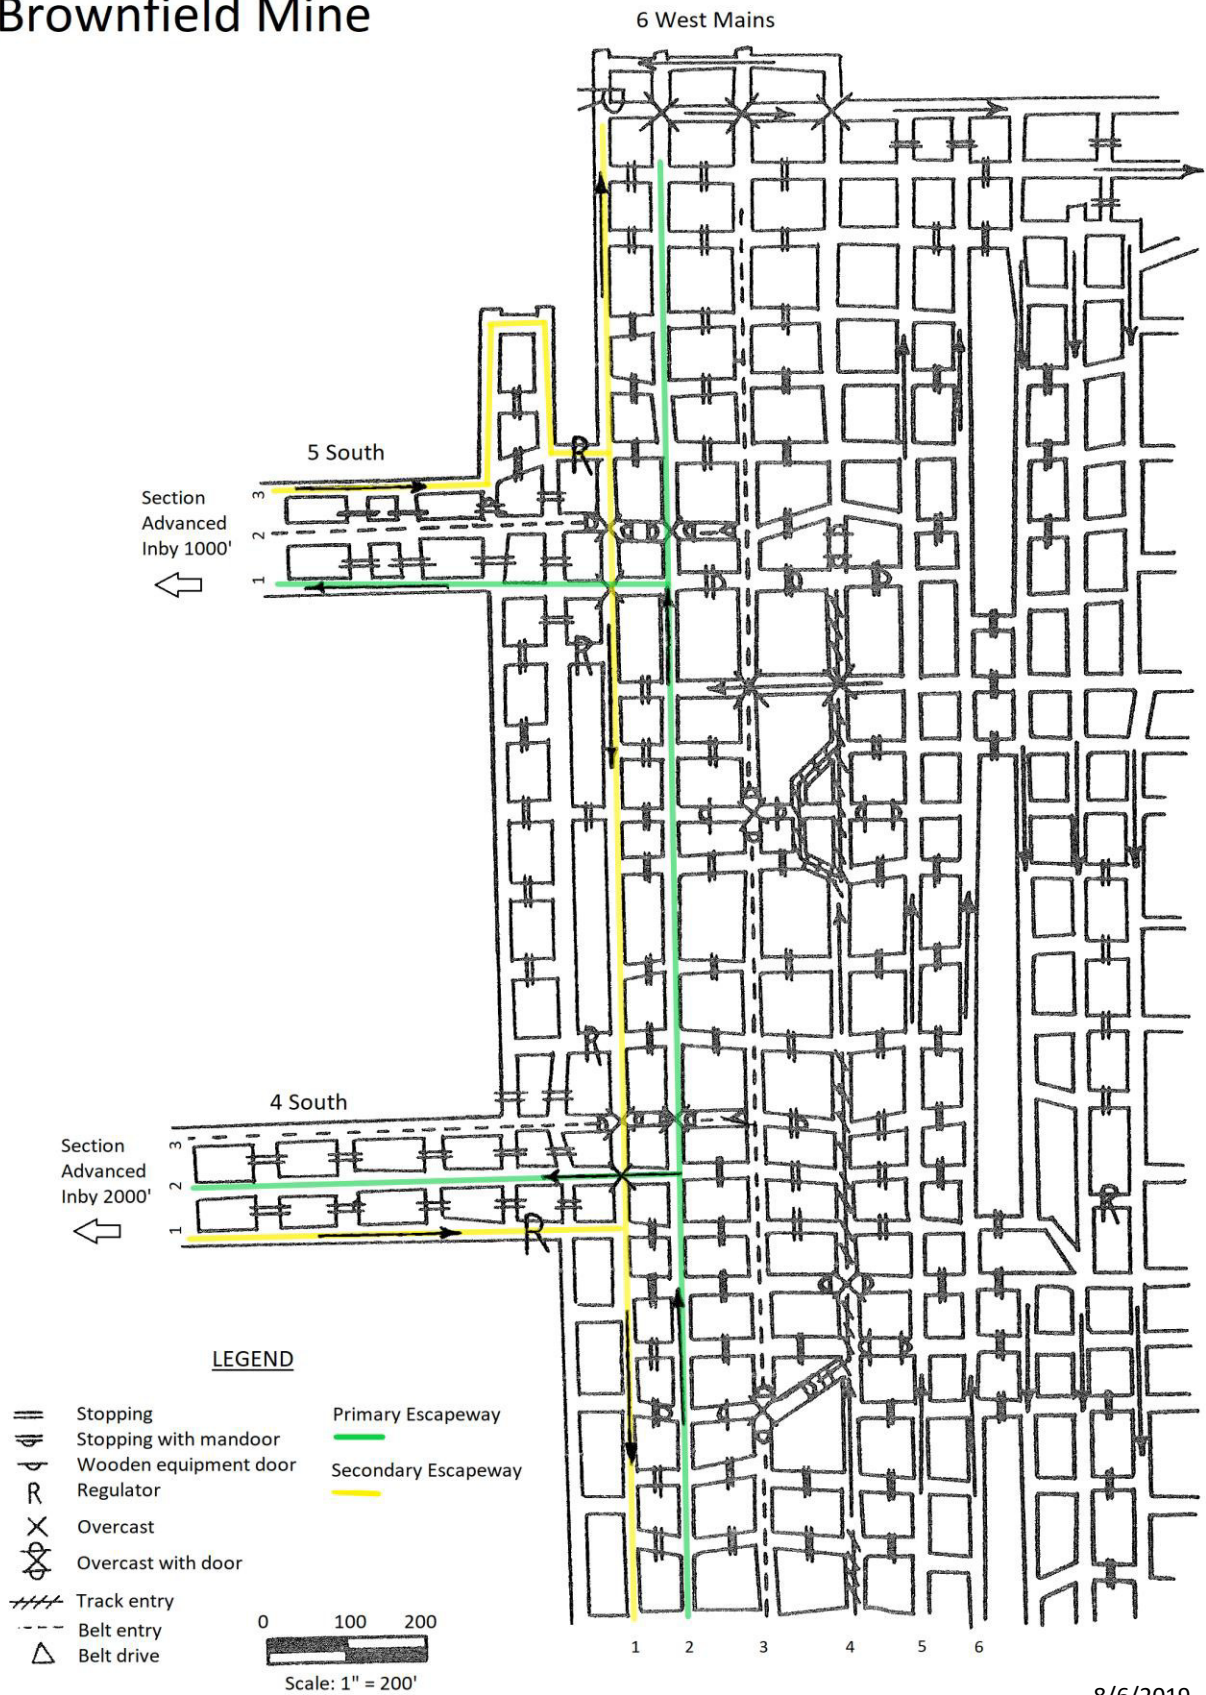 Brownfield Mine
6 West Mains
5 South
Section
Advanced
Inby 1000'
3
2
1
R
R
R
4 South
Section
Advanced
Inby 2000'
3
2
1
R
R
LEGEND
Stopping
Stopping with mandoor
Wooden equipment door
R Regulator
Overcast
Overcast with door
Track entry
Belt entry
Belt drive
Primary Escapeway
Secondary Escapeway
0 100 200
Scale: 1" = 200'
1 2 3 4 5 6